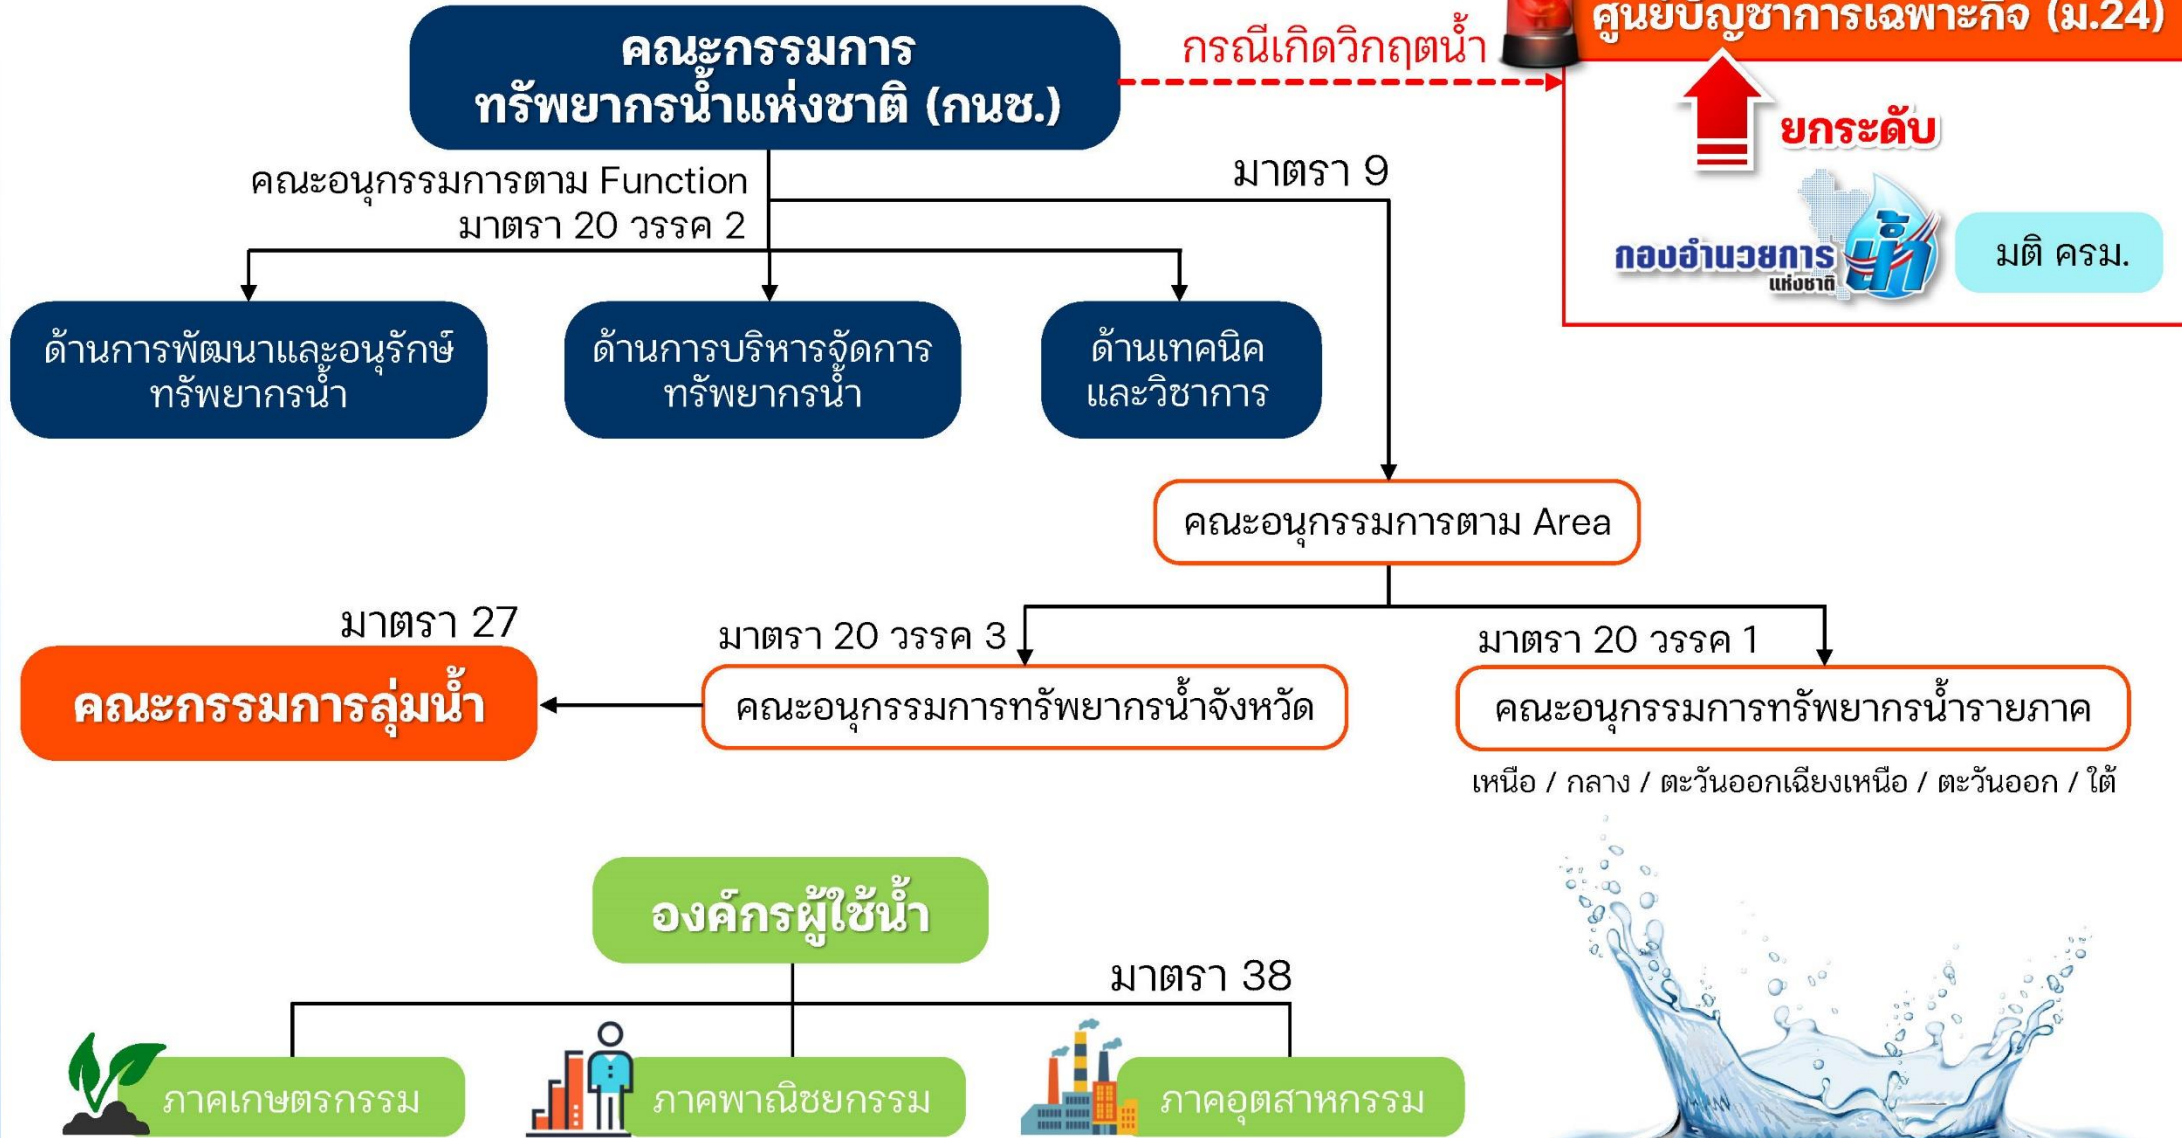 ศูนย์บัญชาการเฉพาะกิจ (ม.24)
คณะกรรมการ
ทรัพยากรน้ำแห่งชาติ (กนช.)
กรณีเกิดวิกฤตน้ำ
ยกระดับ
กองอำนวยการ
น้ำ
แห่งชาติ
มติ ครม.
คณะอนุกรรมการตาม Function
มาตรา 20 วรรค 2
มาตรา 9
ด้านการพัฒนาและอนุรักษ์
ทรัพยากรน้ำ
ด้านการบริหารจัดการ
ทรัพยากรน้ำ
ด้านเทคนิค
และวิชาการ
คณะอนุกรรมการตาม Area
มาตรา 27
คณะกรรมการลุ่มน้ำ
มาตรา 20 วรรค 3
คณะอนุกรรมการทรัพยากรน้ำจังหวัด
มาตรา 20 วรรค 1
คณะอนุกรรมการทรัพยากรน้ำรายภาค
เหนือ / กลาง / ตะวันออกเฉียงเหนือ / ตะวันออก / ใต้
องค์กรผู้ใช้น้ำ
มาตรา 38
ภาคเกษตรกรรม
ภาคพาณิชยกรรม
ภาคอุตสาหกรรม